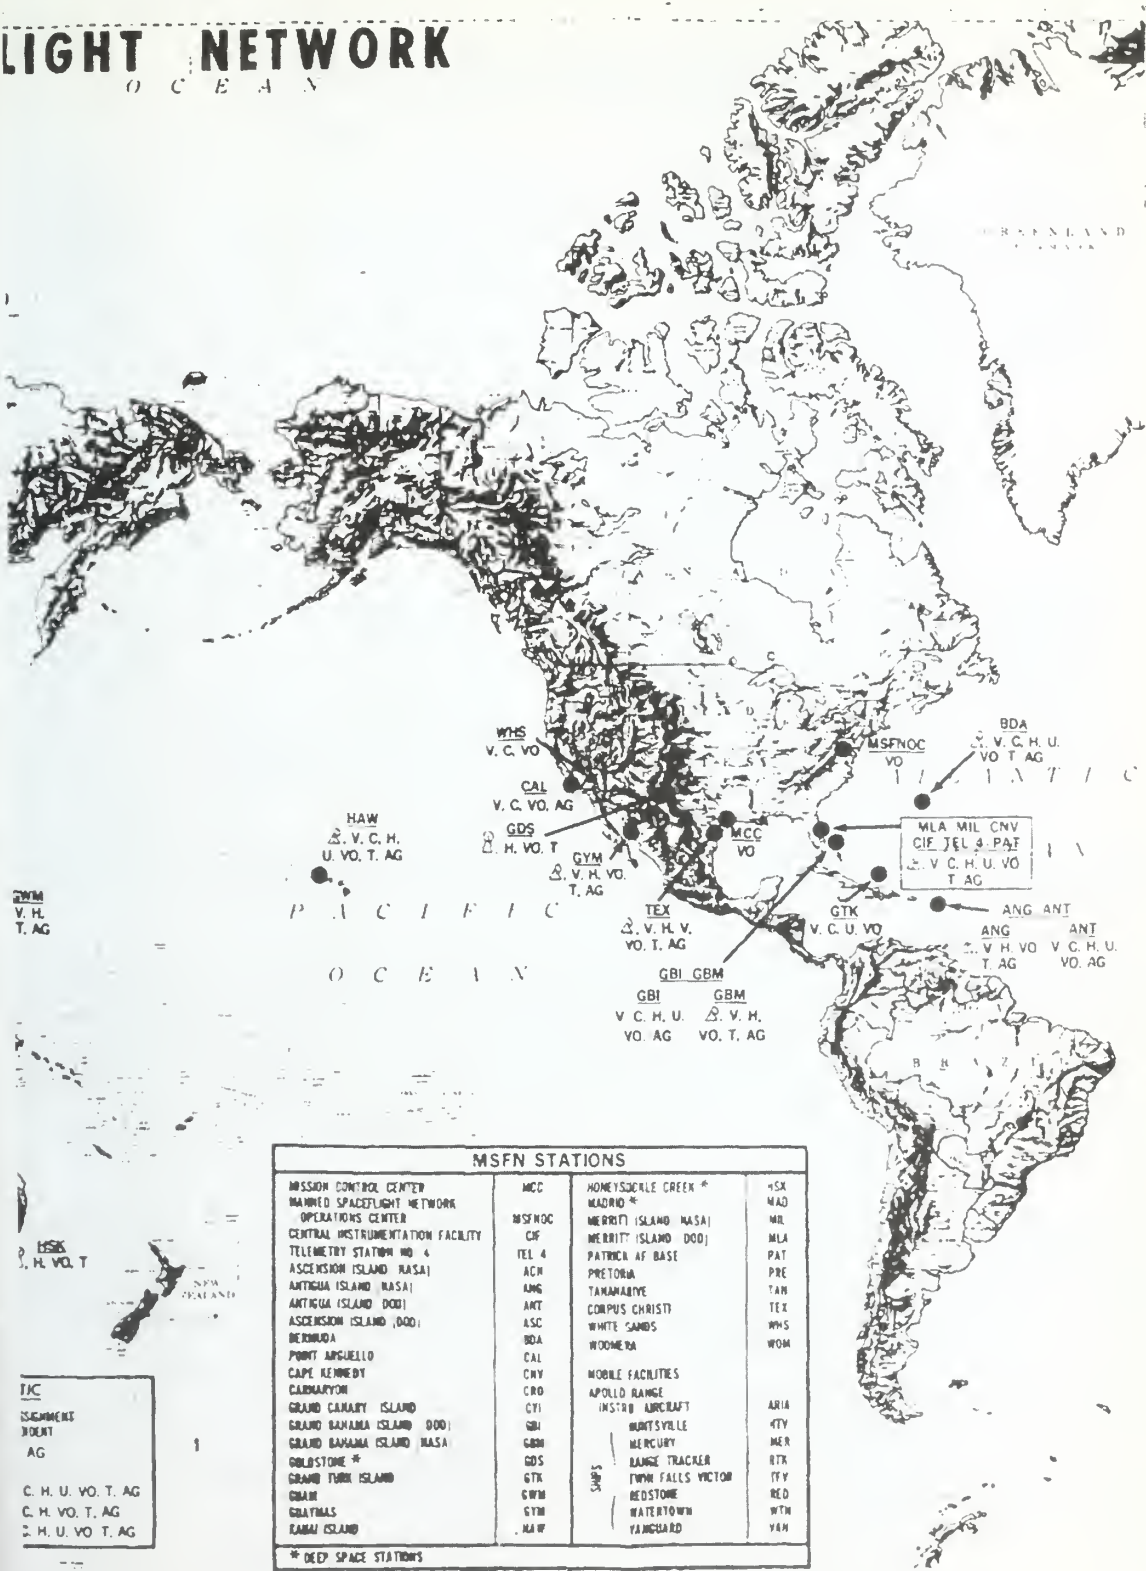 LIGHT NETWORK
OCEAN
GREENLAND
WHS
V. C. VO
CAL
V. C. VO, AG
GDS
H. VO. T
GYM
V. H. VO.
T. AG
HAW
V. C. H.
U. VO, T. AG
GWM
V. H.
T. AG
PACIFIC
OCEAN
MCC
VO
TEX
V. H. V.
VO. T. AG
MSFNOC
VO
BDA
V. C. H. U.
VO T AG
MLA MIL CNV
CIF TEL 4 PAT
V C H. U. VO
T AG
GTK
V. C. U. VO
ANG ANT
ANG
V H. VO
T. AG
ANT
V C. H. U.
VO. AG
GBI GBM
GBI
V C. H. U.
VO. AG
GBM
V. H,
VO. T, AG
BRAZIL
HSK
H. VO. T
NEW
ZEALAND
AG
C. H. U. VO. T. AG
C. H. VO. T. AG
H. U. VO T. AG
1
MSFN STATIONS
MISSION CONTROL CENTER MCC
MANNED SPACEFLIGHT NETWORK
OPERATIONS CENTER MSFNOC
CENTRAL INSTRUMENTATION FACILITY CIF
TELEMETRY STATION NO 4 TEL 4
ASCENSION ISLAND NASA) ACN
ANTIGUA ISLAND NASA) ANG
ANTIGUA ISLAND DOD) ANT
ASCENSION ISLAND (DOD) ASC
BERMUDA BDA
POINT ARGUELLO CAL
CAPE KENNEDY CNV
CARNARVON CRO
GRAND CANARY ISLAND CYI
GRAND BAHAMA ISLAND DOD) GBI
GRAND BAHAMA ISLAND NASA GBM
GOLDSTONE * GDS
GRAND TURK ISLAND GTK
GUAM GWM
GUAYMAS GYM
KAUAI ISLAND HAW
* DEEP SPACE STATIONS
HONEYSUCKLE CREEK * HSK
MADRID * MAD
MERRITT ISLAND NASA) MIL
MERRITT ISLAND DOD) MLA
PATRICK AF BASE PAT
PRETORIA PRE
TANANARIVE TAN
CORPUS CHRISTI TEX
WHITE SANDS WHS
WOOMERA WOM
MOBILE FACILITIES
APOLLO RANGE
INSTRU AIRCRAFT ARIA
SHIPS
HUNTSVILLE HTV
MERCURY MER
RANGE TRACKER RTK
TWIN FALLS VICTOR TFV
REDSTONE RED
WATERTOWN WTN
VANGUARD VAN